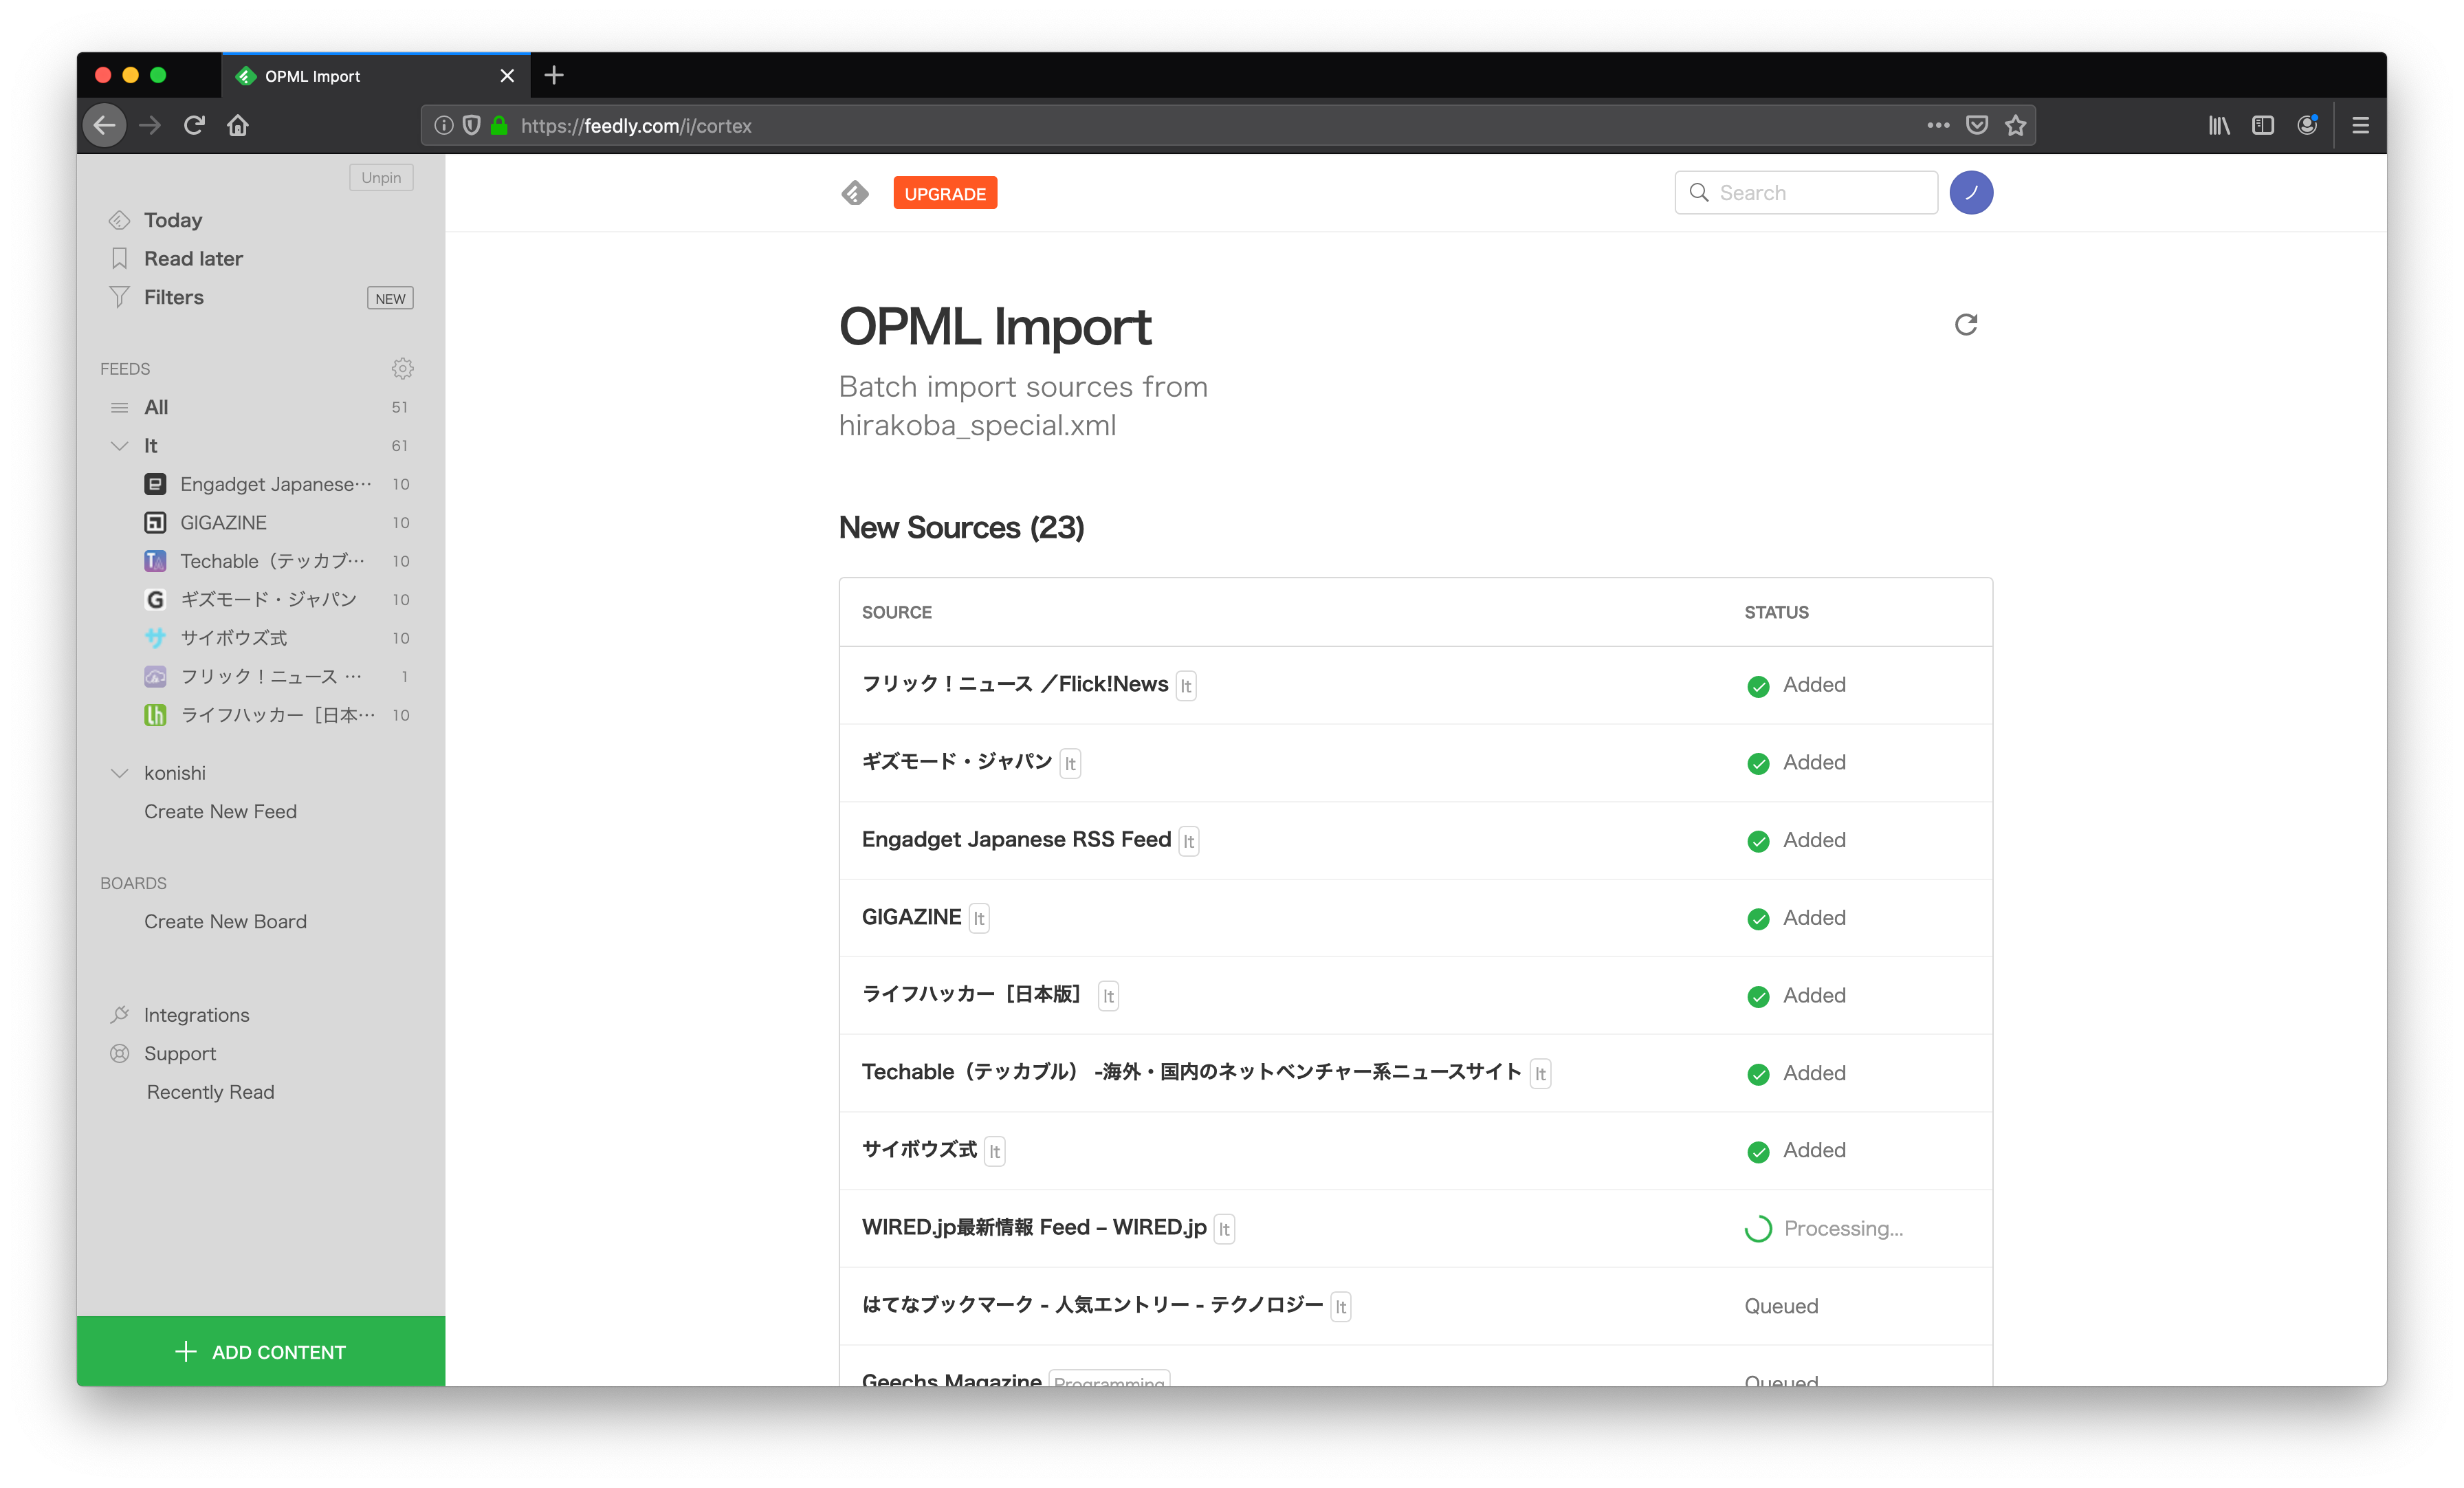 OPML Import
https://feedly.com/i/cortex
Unpin
Today
Read later
Filters NEW
FEEDS
All 51
It 61
Engadget Japanese… 10
GIGAZINE 10
Techable（テッカブ… 10
ギズモード・ジャパン 10
サイボウズ式 10
フリック！ニュース … 1
ライフハッカー［日本… 10
konishi
Create New Feed
BOARDS
Create New Board
Integrations
Support
Recently Read
ADD CONTENT
UPGRADE
Search
ノ
OPML Import
Batch import sources from
hirakoba_special.xml
New Sources (23)
SOURCE STATUS
フリック！ニュース ／Flick!News It Added
ギズモード・ジャパン It Added
Engadget Japanese RSS Feed It Added
GIGAZINE It Added
ライフハッカー［日本版］ It Added
Techable（テッカブル） -海外・国内のネットベンチャー系ニュースサイト It Added
サイボウズ式 It Added
WIRED.jp最新情報 Feed – WIRED.jp It Processing...
はてなブックマーク - 人気エントリー - テクノロジー It Queued
Geechs Magazine Programming Queued